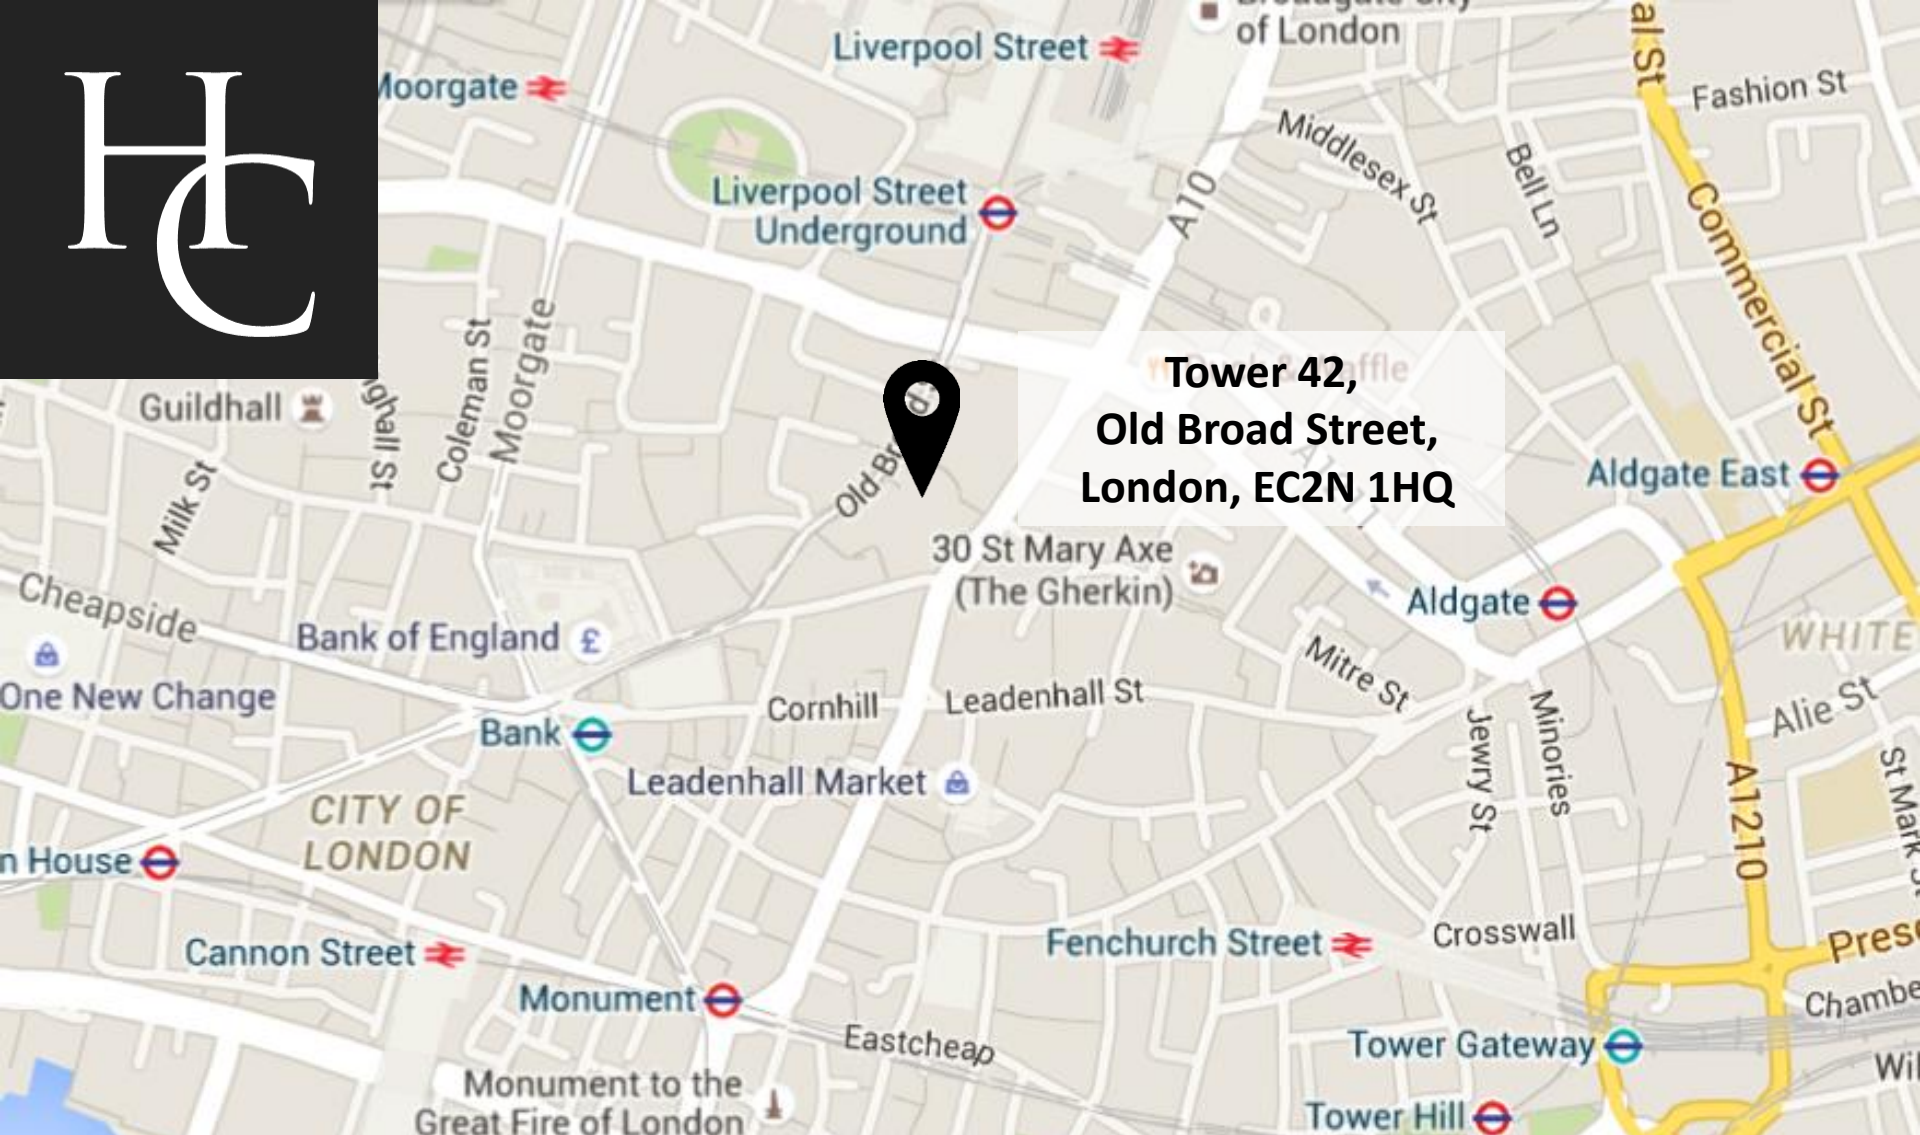 HC
of London
Liverpool Street
Moorgate
Fashion St
Middlesex St
Bell Ln
Liverpool Street
Underground
A10
Commercial St
Coleman St
Moorgate
Tower 42,
Old Broad Street,
London, EC2N 1HQ
Guildhall
Milk St
Aldgate East
30 St Mary Axe
(The Gherkin)
Aldgate
Cheapside
Bank of England £
WHITE
One New Change
Mitre St
Cornhill
Leadenhall St
Alie St
Bank
Jewry St
Minories
Leadenhall Market
A1210
St Mark
CITY OF
LONDON
n House
Cannon Street
Fenchurch Street
Crosswall
Monument
Eastcheap
Tower Gateway
Monument to the
Great Fire of London
Tower Hill